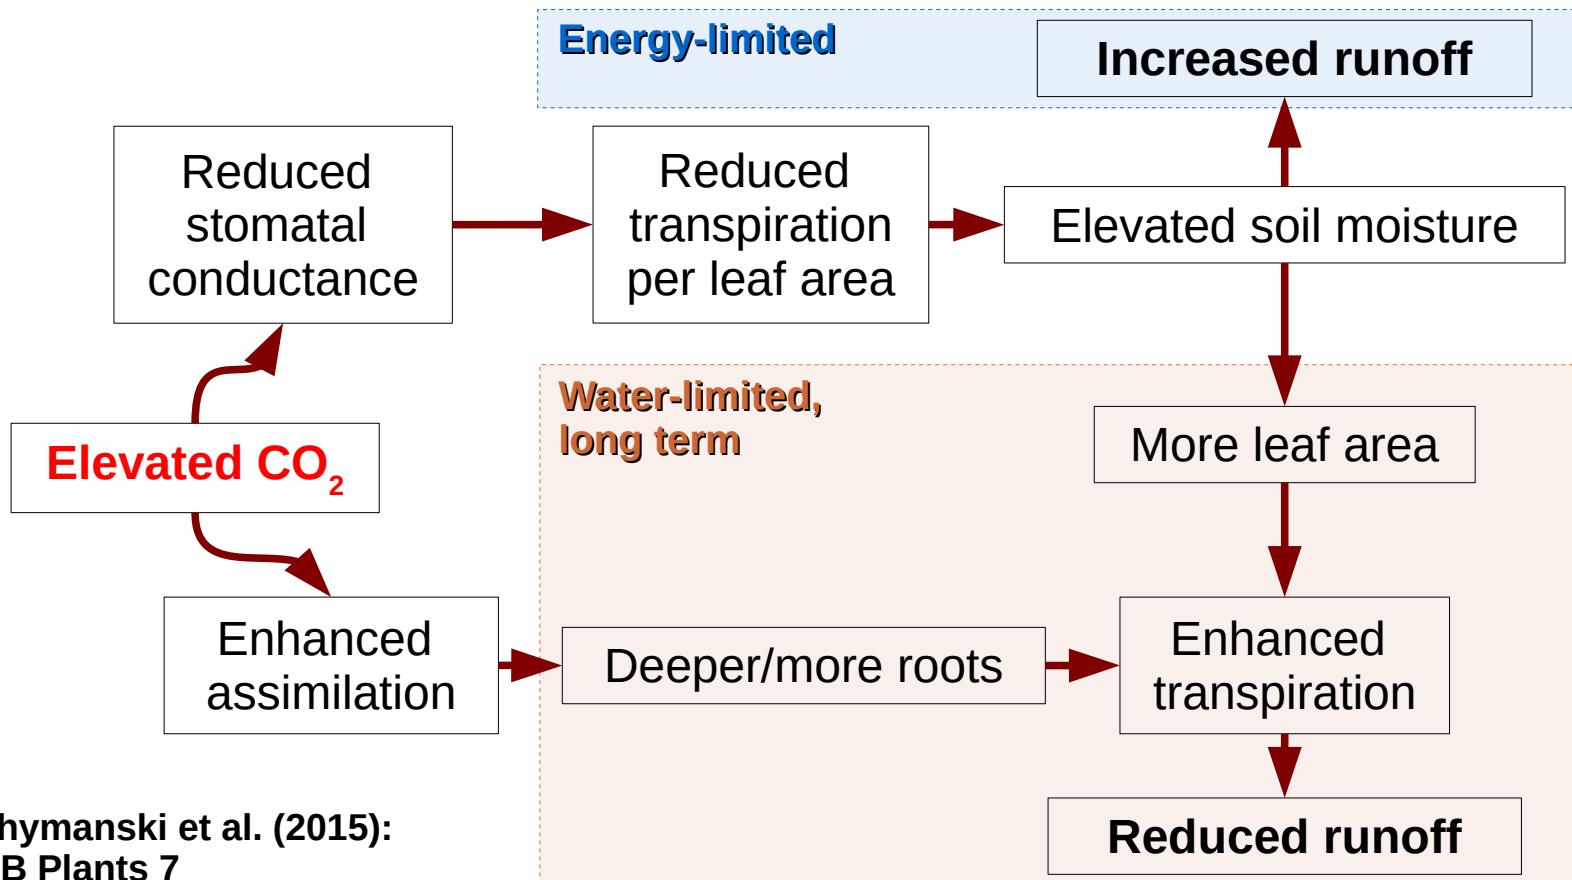 Energy-limited
Increased runoff
Reduced
stomatal
conductance
Reduced
transpiration
per leaf area
Elevated soil moisture
Water-limited,
long term
More leaf area
Elevated CO₂
Enhanced
assimilation
Deeper/more roots
Enhanced
transpiration
Reduced runoff
hymanski et al. (2015):
B Plants 7